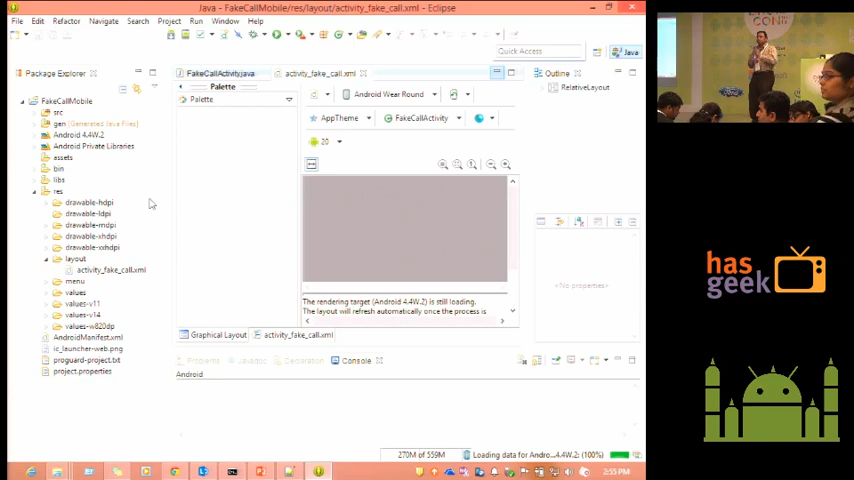 Java - FakeCallMobile/res/layout/activity_fake_call.xml - Eclipse
File Edit Refactor Navigate Search Project Run Window Help
Quick Access
Java
Package Explorer
FakeCallActivity.java
activity_fake_call.xml
Outline
FakeCallMobile
src
gen [Generated Java Files]
Android 4.4W.2
Android Private Libraries
assets
bin
libs
res
drawable-hdpi
drawable-ldpi
drawable-mdpi
drawable-xhdpi
drawable-xxhdpi
layout
activity_fake_call.xml
menu
values
values-v11
values-v14
values-w820dp
AndroidManifest.xml
ic_launcher-web.png
proguard-project.txt
project.properties
Palette
Palette
Android Wear Round
AppTheme
FakeCallActivity
20
The rendering target (Android 4.4W.2) is still loading.
The layout will refresh automatically once the process is
Graphical Layout
activity_fake_call.xml
RelativeLayout
<No properties>
Problems
Javadoc
Declaration
Console
Android
270M of 559M
Loading data for Andro...4.4W.2: (100%)
2:55 PM
CONF
has
geek